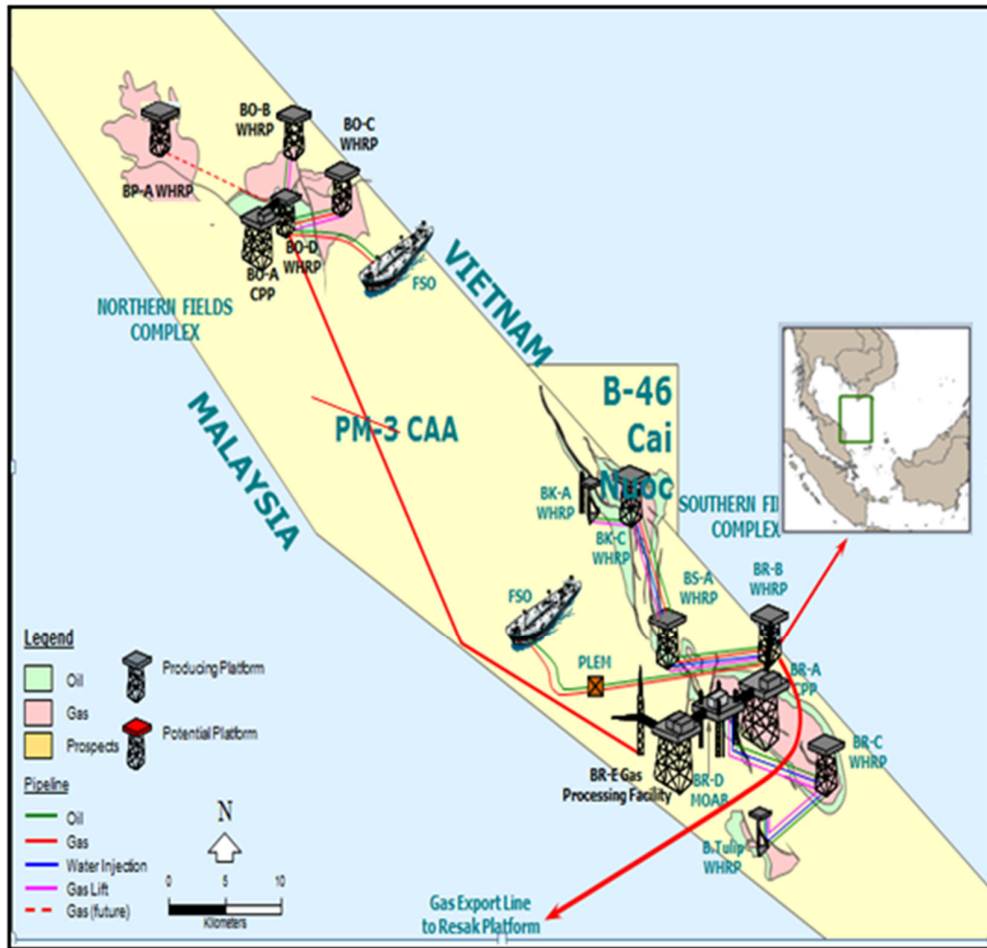 BO-B
WHRP
BO-C
WHRP
BP-A WHRP
BO-D
WHRP
BO-A
CPP
FSO
NORTHERN FIELDS
COMPLEX
VIETNAM
MALAYSIA
PM-3 CAA
B-46
Cai
Nuoc
BK-A
WHRP
BK-C
WHRP
SOUTHERN FI
COMPLEX
BS-A
WHRP
BR-B
WHRP
FSO
PLEM
BR-A
CPP
BR-C
WHRP
BR-E Gas
Processing Facility
BR-D
MOAB
B.Tulip
WHRP
Gas Export Line
to Resak Platform
Legend
Oil
Gas
Prospects
Producing Platform
Potential Platform
Pipeline
Oil
Gas
Water Injection
Gas Lift
Gas (future)
N
0 5 10
Kilometers